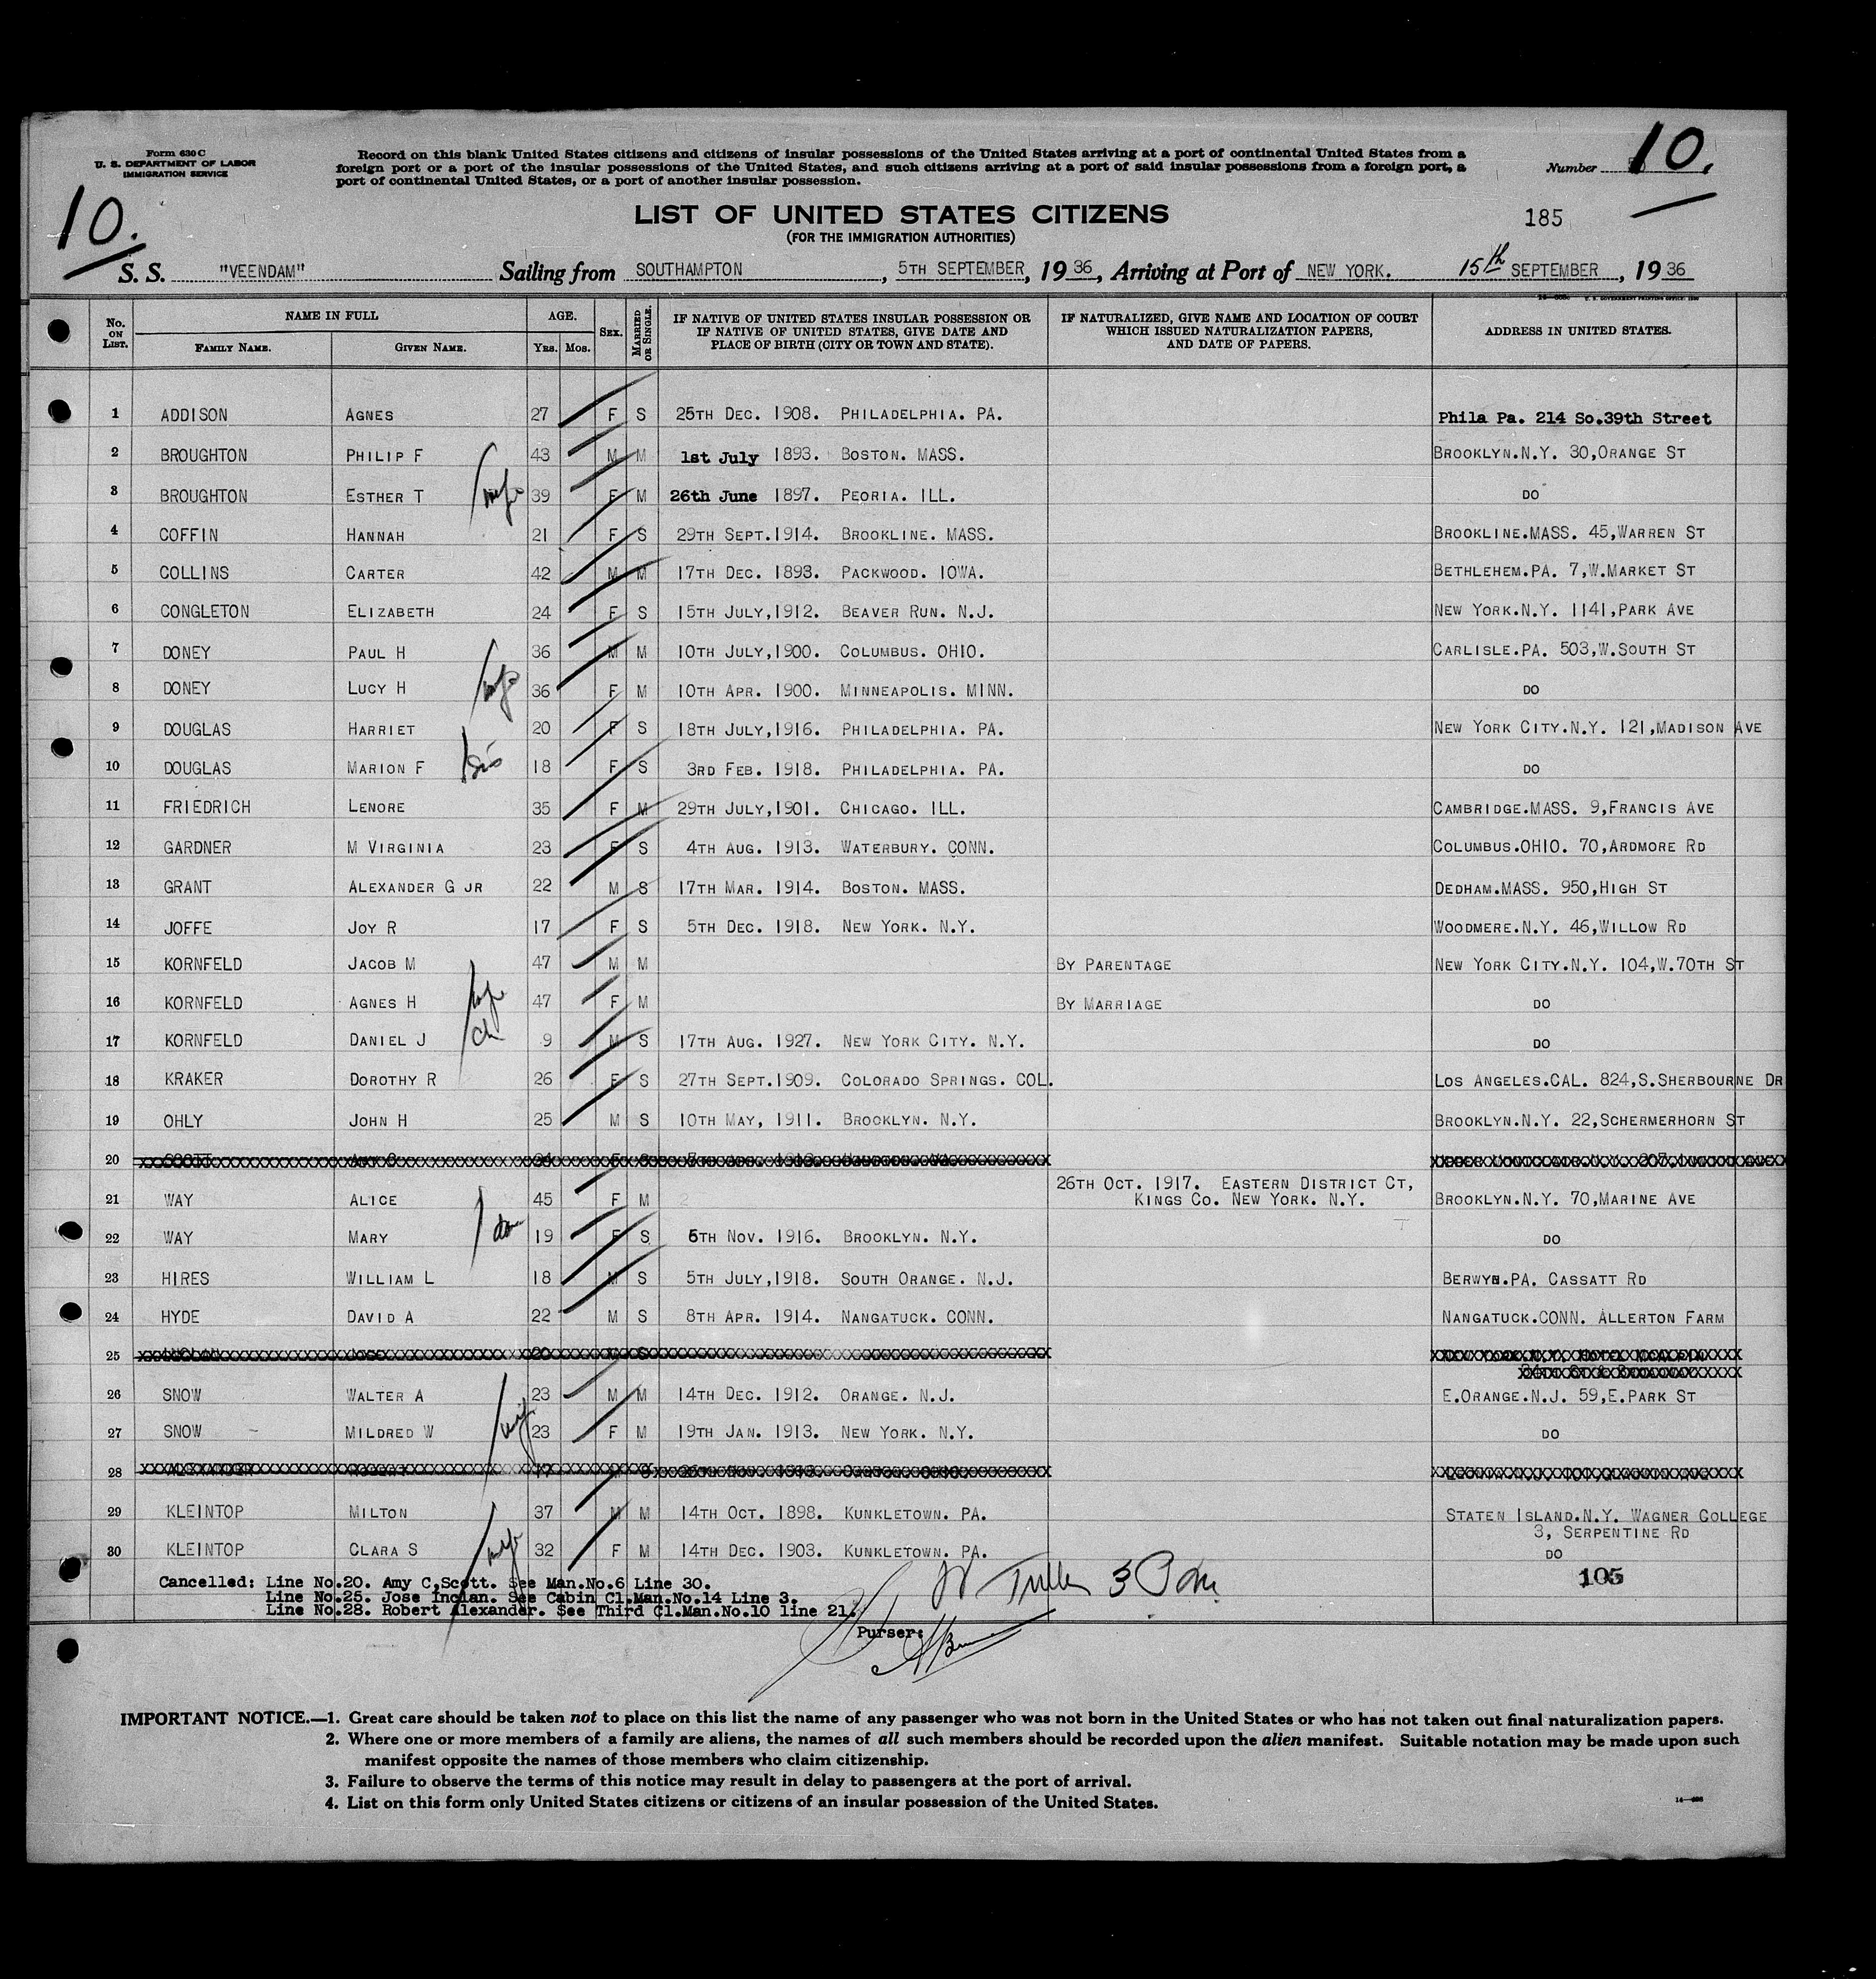 Form 630 C
U. S. DEPARTMENT OF LABOR
IMMIGRATION SERVICE
Record on this blank United States citizens and citizens of insular possessions of the United States arriving at a port of continental United States from a
foreign port or a port of the insular possessions of the United States, and such citizens arriving at a port of said insular possessions from a foreign port, a
port of continental United States, or a port of another insular possession.
Number 10.
10.
LIST OF UNITED STATES CITIZENS
(FOR THE IMMIGRATION AUTHORITIES)
185
S. S. "VEENDAM" Sailing from SOUTHAMPTON, 5TH SEPTEMBER, 1936, Arriving at Port of NEW YORK. 15th SEPTEMBER, 1936
No. ON LIST. NAME IN FULL FAMILY NAME. GIVEN NAME. AGE. YRS. MOS. SEX. MARRIED OR SINGLE. IF NATIVE OF UNITED STATES INSULAR POSSESSION OR IF NATIVE OF UNITED STATES, GIVE DATE AND PLACE OF BIRTH (CITY OR TOWN AND STATE). IF NATURALIZED, GIVE NAME AND LOCATION OF COURT WHICH ISSUED NATURALIZATION PAPERS, AND DATE OF PAPERS. ADDRESS IN UNITED STATES.
1 ADDISON AGNES 27 F S 25TH DEC. 1908. PHILADELPHIA. PA. Phila Pa. 214 So.39th Street
2 BROUGHTON PHILIP F 43 M M 1st July 1893. BOSTON. MASS. BROOKLYN.N.Y. 30,ORANGE ST
3 BROUGHTON ESTHER T wife 39 F M 26th June 1897. PEORIA. ILL. DO
4 COFFIN HANNAH 21 F S 29TH SEPT.1914. BROOKLINE. MASS. BROOKLINE.MASS. 45,WARREN ST
5 COLLINS CARTER 42 M M 17TH DEC. 1893. PACKWOOD. IOWA. BETHLEHEM.PA. 7,W.MARKET ST
6 CONGLETON ELIZABETH 24 F S 15TH JULY,1912. BEAVER RUN. N.J. NEW YORK.N.Y. 1141,PARK AVE
7 DONEY PAUL H 36 M M 10TH JULY,1900. COLUMBUS. OHIO. CARLISLE.PA. 503,W.SOUTH ST
8 DONEY LUCY H wife 36 F M 10TH APR. 1900. MINNEAPOLIS. MINN. DO
9 DOUGLAS HARRIET 20 F S 18TH JULY,1916. PHILADELPHIA. PA. NEW YORK CITY.N.Y. 121,MADISON AVE
10 DOUGLAS MARION F sis 18 F S 3RD FEB. 1918. PHILADELPHIA. PA. DO
11 FRIEDRICH LENORE 35 F M 29TH JULY,1901. CHICAGO. ILL. CAMBRIDGE.MASS. 9,FRANCIS AVE
12 GARDNER M VIRGINIA 23 F S 4TH AUG. 1913. WATERBURY. CONN. COLUMBUS.OHIO. 70,ARDMORE RD
13 GRANT ALEXANDER G JR 22 M S 17TH MAR. 1914. BOSTON. MASS. DEDHAM.MASS. 950,HIGH ST
14 JOFFE JOY R 17 F S 5TH DEC. 1918. NEW YORK. N.Y. WOODMERE.N.Y. 46,WILLOW RD
15 KORNFELD JACOB M 47 M M BY PARENTAGE NEW YORK CITY.N.Y. 104,W.70TH ST
16 KORNFELD AGNES H wife 47 F M BY MARRIAGE DO
17 KORNFELD DANIEL J ch 9 M S 17TH AUG. 1927. NEW YORK CITY. N.Y. DO
18 KRAKER DOROTHY R 26 F S 27TH SEPT.1909. COLORADO SPRINGS. COL. LOS ANGELES.CAL. 824,S.SHERBOURNE DR
19 OHLY JOHN H 25 M S 10TH MAY, 1911. BROOKLYN. N.Y. BROOKLYN.N.Y. 22,SCHERMERHORN ST
20
21 WAY ALICE 45 F M 26TH OCT. 1917. EASTERN DISTRICT CT, KINGS CO. NEW YORK. N.Y. BROOKLYN.N.Y. 70,MARINE AVE
22 WAY MARY 19 F S 6TH NOV. 1916. BROOKLYN. N.Y. DO
23 HIRES WILLIAM L 18 M S 5TH JULY,1918. SOUTH ORANGE. N.J. BERWYN.PA. CASSATT RD
24 HYDE DAVID A 22 M S 8TH APR. 1914. NANGATUCK. CONN. NANGATUCK.CONN. ALLERTON FARM
25
26 SNOW WALTER A 23 M M 14TH DEC. 1912. ORANGE. N.J. E.ORANGE.N.J. 59,E.PARK ST
27 SNOW MILDRED W wife 23 F M 19TH JAN. 1913. NEW YORK. N.Y. DO
28
29 KLEINTOP MILTON 37 M M 14TH OCT. 1898. KUNKLETOWN. PA. STATEN ISLAND.N.Y. WAGNER COLLEGE
3, SERPENTINE RD
30 KLEINTOP CLARA S wife 32 F M 14TH DEC. 1903. KUNKLETOWN. PA. DO
Cancelled: Line No.20. Amy C,Scott. See Man.No.6 Line 30.
Line No.25. Jose Inclan. See Cabin Cl.Man.No.14 Line 3.
Line No.28. Robert Alexander. See Third Cl.Man.No.10 line 21.
105
Purser:
IMPORTANT NOTICE.—1. Great care should be taken not to place on this list the name of any passenger who was not born in the United States or who has not taken out final naturalization papers.
2. Where one or more members of a family are aliens, the names of all such members should be recorded upon the alien manifest. Suitable notation may be made upon such
manifest opposite the names of those members who claim citizenship.
3. Failure to observe the terms of this notice may result in delay to passengers at the port of arrival.
4. List on this form only United States citizens or citizens of an insular possession of the United States.